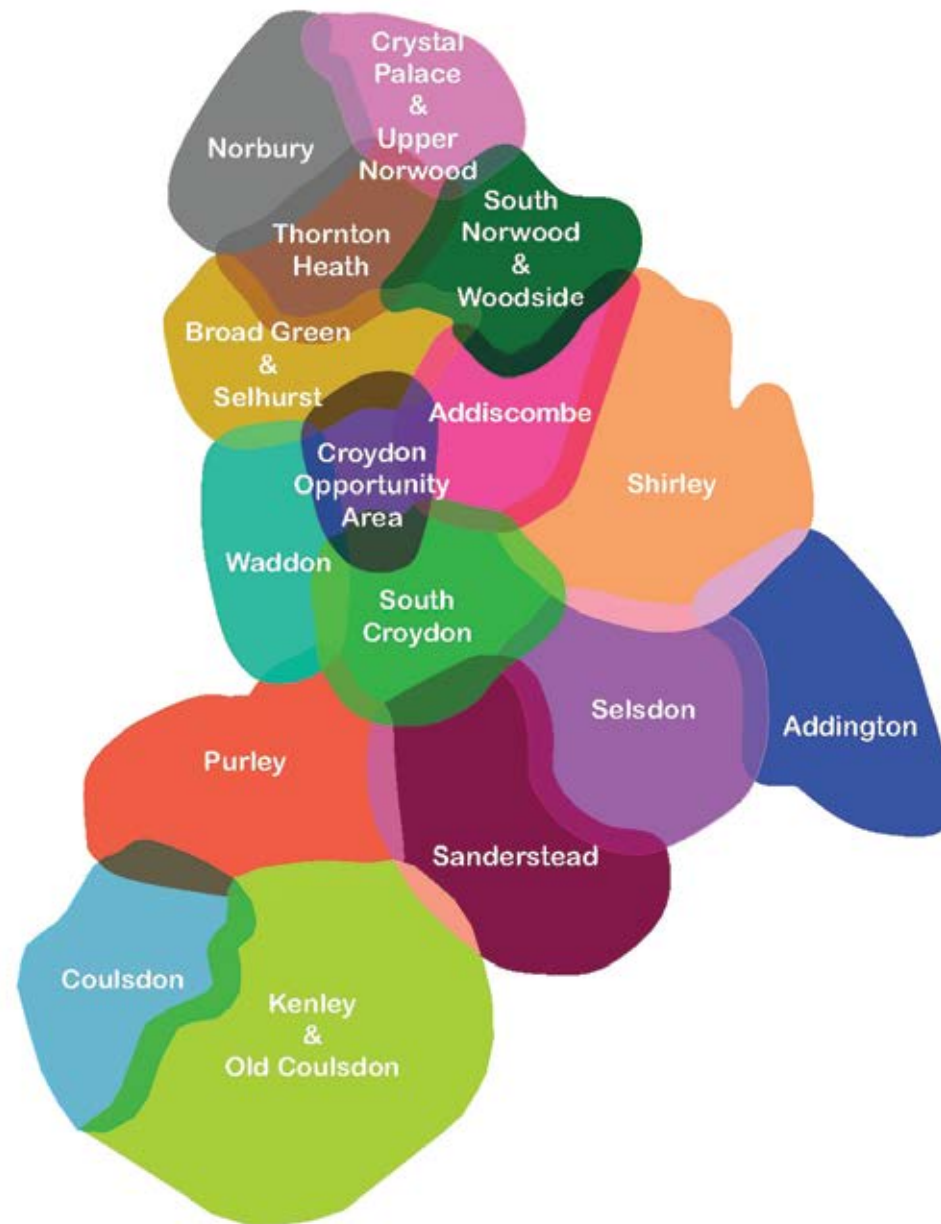 Crystal
Palace
&
Upper
Norwood
Norbury
South
Norwood
&
Woodside
Thornton
Heath
Broad Green
&
Selhurst
Addiscombe
Croydon
Opportunity
Area
Shirley
Waddon
South
Croydon
Selsdon
Addington
Purley
Sanderstead
Coulsdon
Kenley
&
Old Coulsdon